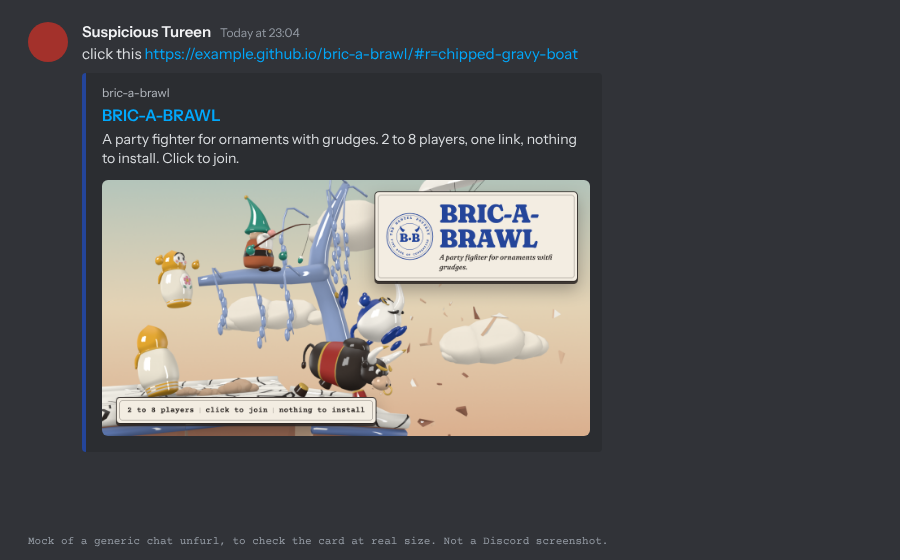 Suspicious Tureen Today at 23:04
click this https://example.github.io/bric-a-brawl/#r=chipped-gravy-boat
bric-a-brawl
BRIC-A-BRAWL
A party fighter for ornaments with grudges. 2 to 8 players, one link, nothing
to install. Click to join.
BRIC-A-
BRAWL
A party fighter for ornaments with
grudges.
B B
2 to 8 players | click to join | nothing to install
Mock of a generic chat unfurl, to check the card at real size. Not a Discord screenshot.